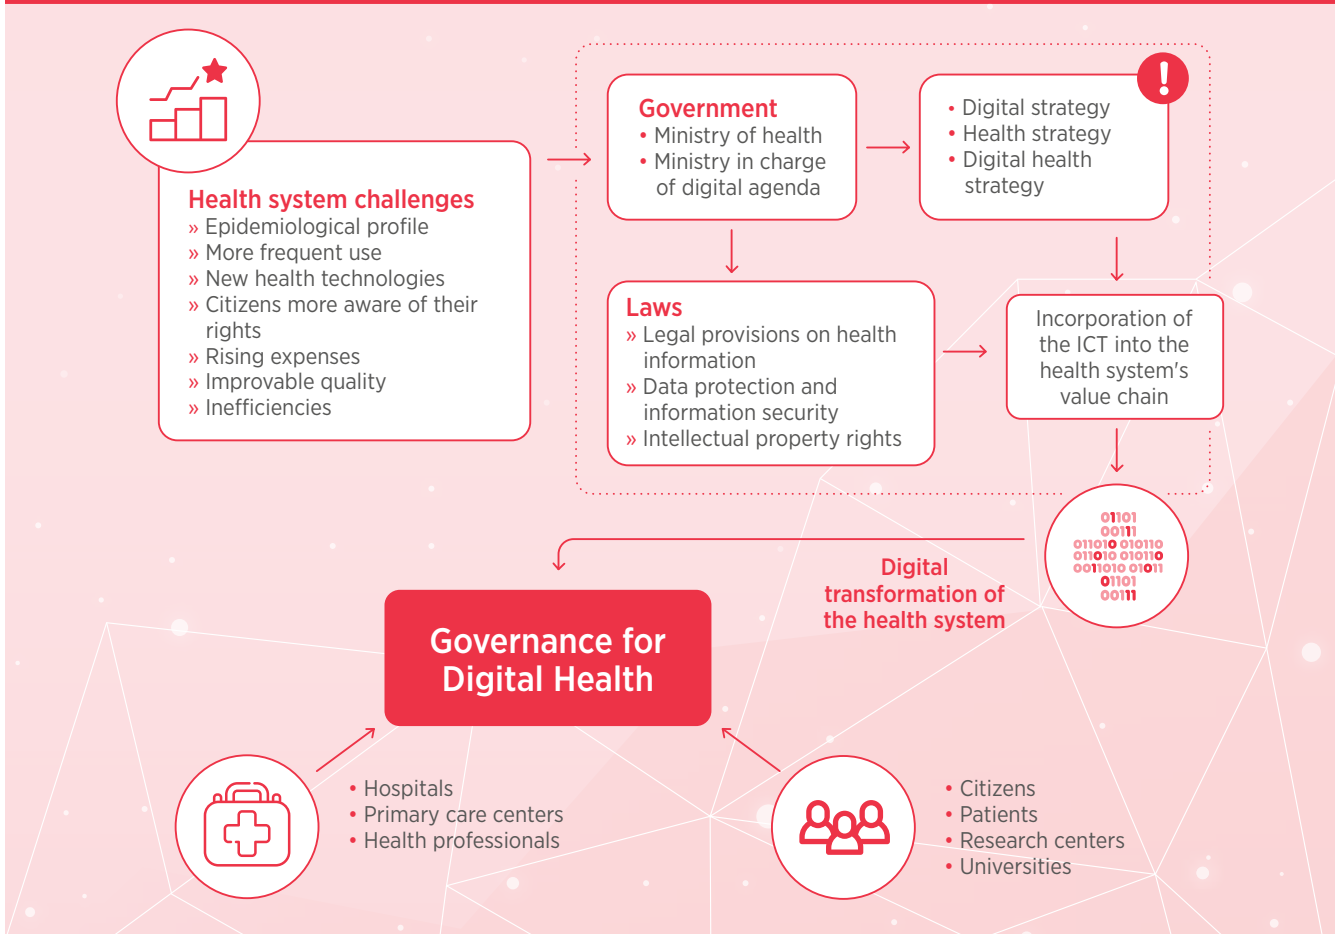 Health system challenges
» Epidemiological profile
» More frequent use
» New health technologies
» Citizens more aware of their
rights
» Rising expenses
» Improvable quality
» Inefficiencies
Government
• Ministry of health
• Ministry in charge
of digital agenda
!
• Digital strategy
• Health strategy
• Digital health
strategy
Laws
» Legal provisions on health
information
» Data protection and
information security
» Intellectual property rights
Incorporation of
the ICT into the
health system's
value chain
01101
00111
011010 010110
011010 010110
0011010 01011
01101
00111
Digital
transformation of
the health system
Governance for
Digital Health
• Hospitals
• Primary care centers
• Health professionals
• Citizens
• Patients
• Research centers
• Universities